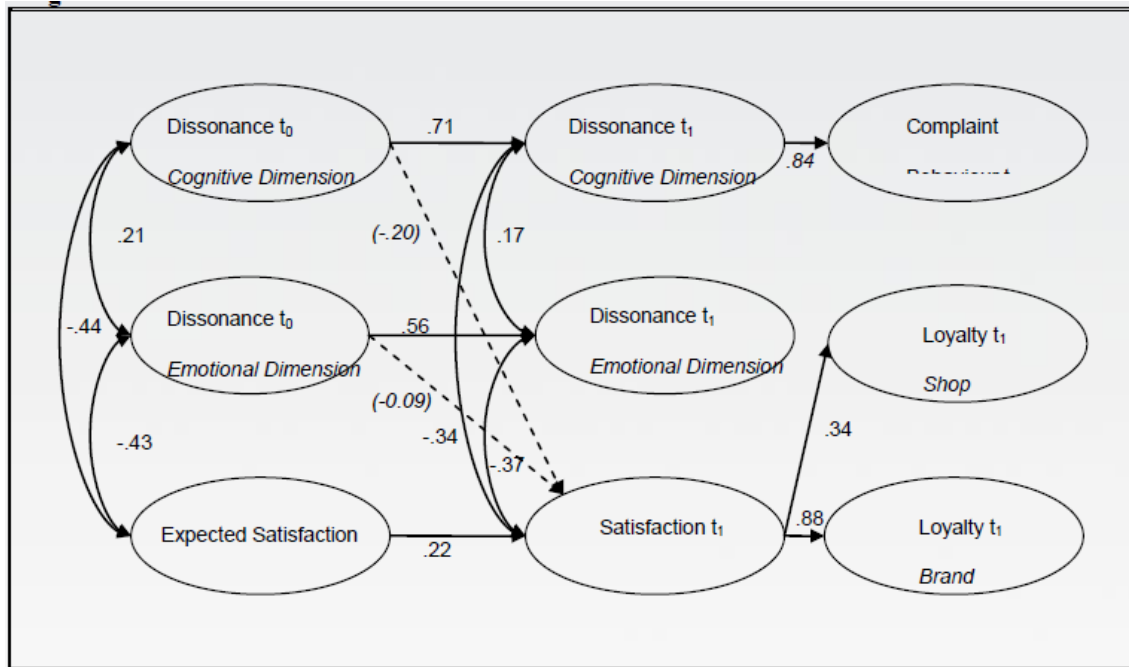 Dissonance t₀
Cognitive Dimension
.71
Dissonance t₁
Cognitive Dimension
.84
Complaint
.21
(-.20)
.17
-.44
Dissonance t₀
Emotional Dimension
.56
Dissonance t₁
Emotional Dimension
Loyalty t₁
Shop
(-0.09)
-.43
-.34
-.37
.34
Expected Satisfaction
.22
Satisfaction t₁
.88
Loyalty t₁
Brand